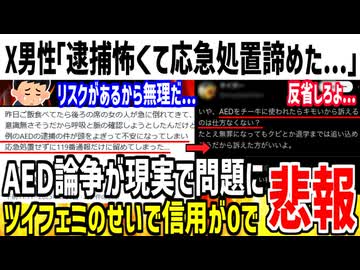 X男性｢逮捕怖くて応急処置諦めた...｣
リスクがあるから無理だ...
昨日ご飯食べてたら後ろの席の女の人が急に倒れてきて、
意識無さそうだから呼吸と脈の確認しようとしたんだけど
例のAEDの逮捕の件が頭をよぎって不安になってしまい
応急処置せずに119番通報だけに留めてしまった…
反省しろよ...
いや、AEDをチー牛に使われたらキモいから訴えるの
は仕方なくない？
たとえ無罪になってもクビとか退学までは追い込め
だから訴えた方がいいよ。
AED論争が現実で問題に
ツイフェミのせいで信用が0で
悲報